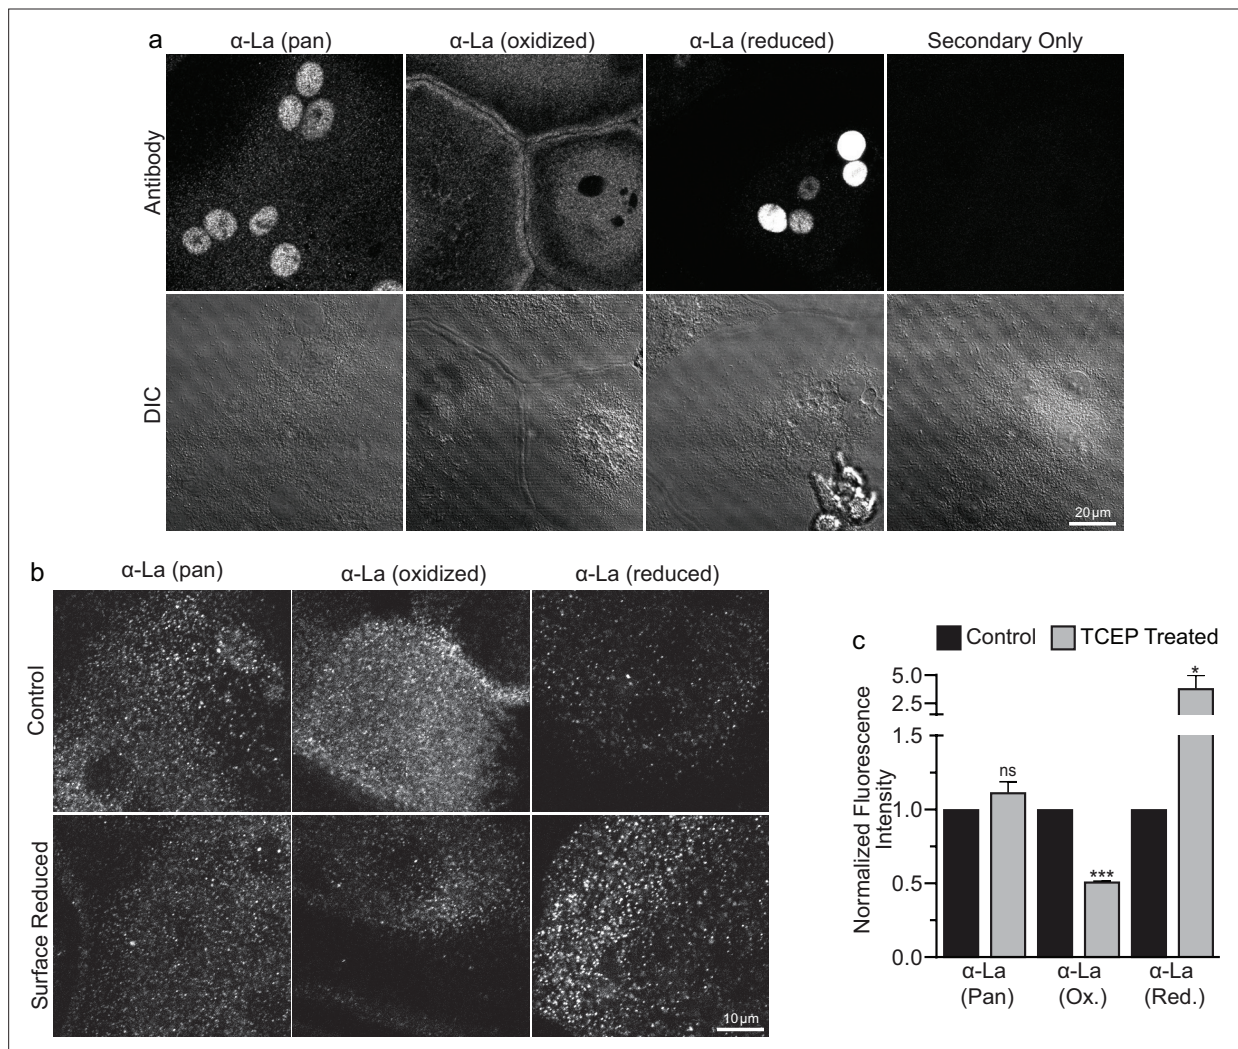 a
α-La (pan) α-La (oxidized) α-La (reduced) Secondary Only
Antibody
DIC
20 µm
b
α-La (pan) α-La (oxidized) α-La (reduced)
Control
Surface Reduced
10 µm
c
Control TCEP Treated
Normalized Fluorescence
Intensity
5.0
2.5
1.5
1.0
0.5
0.0
ns
***
*
α-La α-La α-La
(Pan) (Ox.) (Red.)